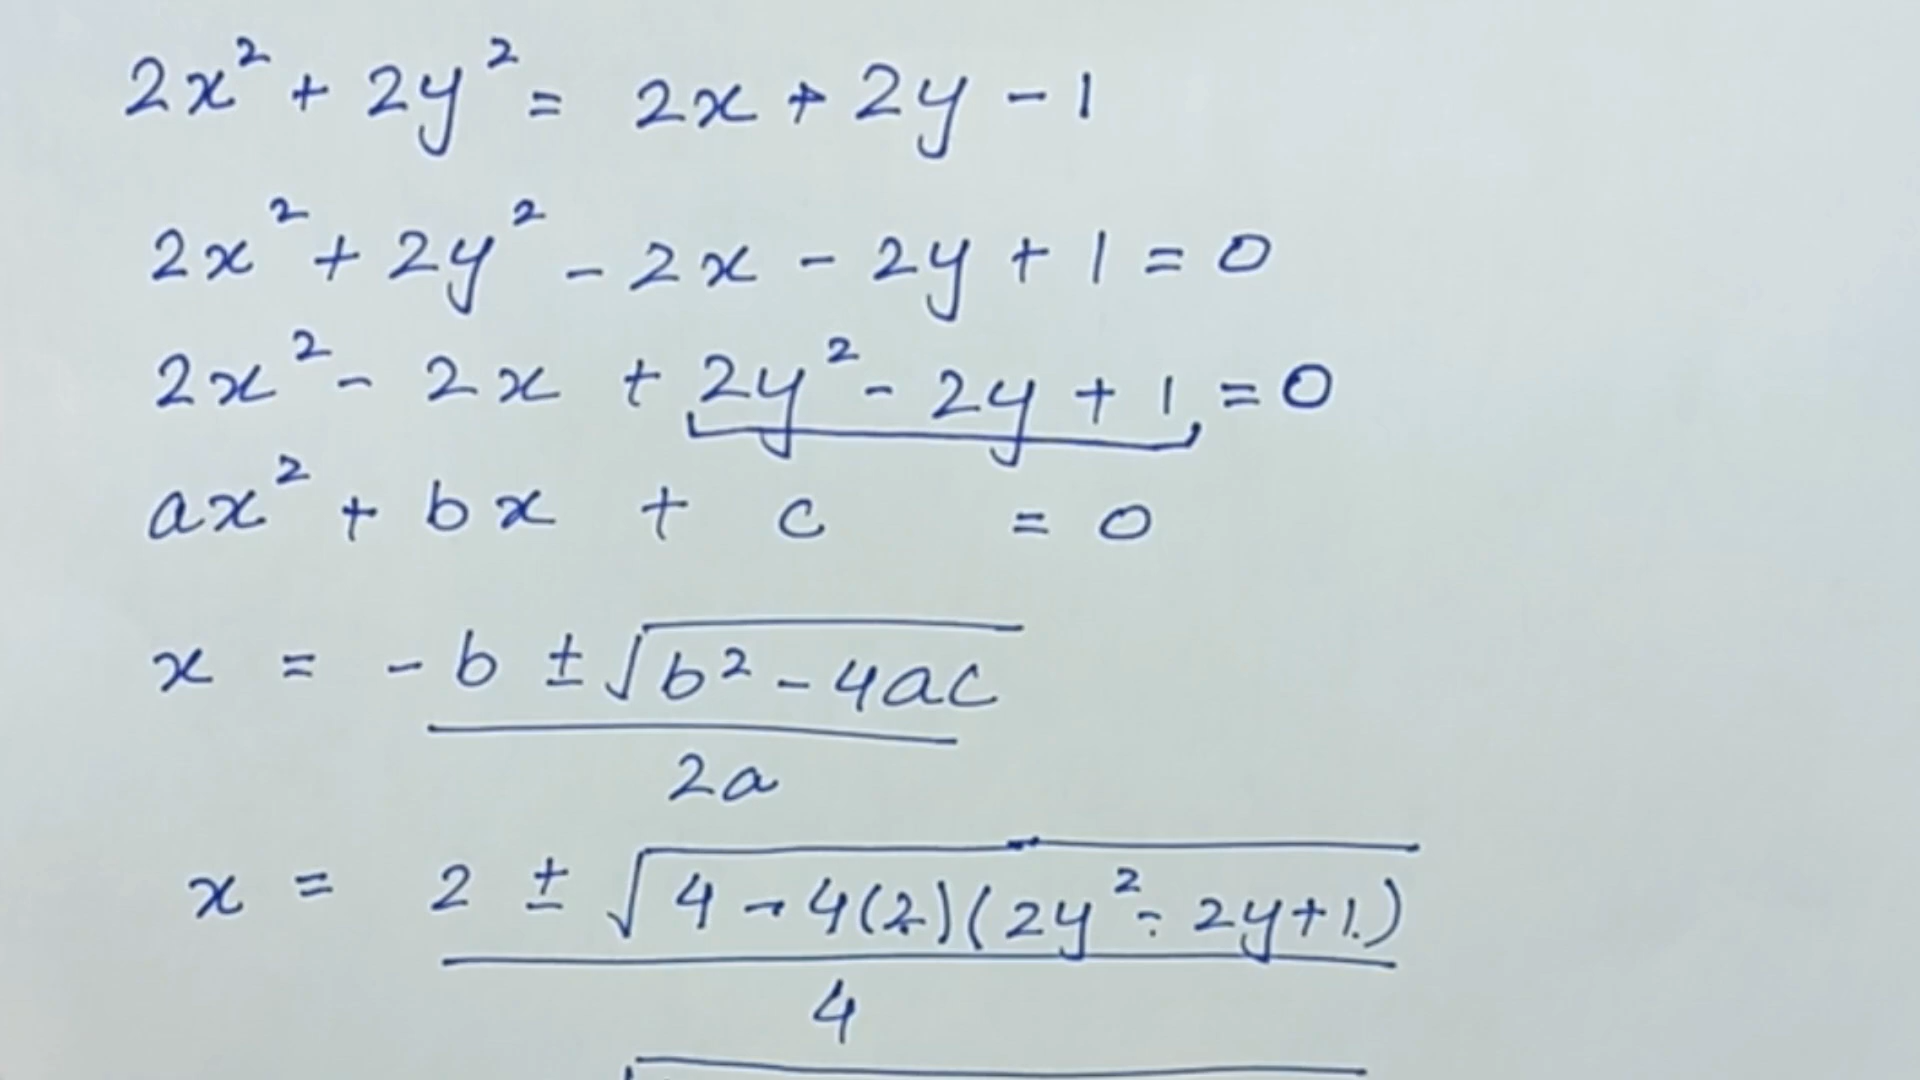 2x² + 2y² = 2x + 2y - 1
2x² + 2y² - 2x - 2y + 1 = 0
2x² - 2x + 2y² - 2y + 1 = 0
ax² + bx + c = 0
x = -b ± √b² - 4ac
2a
x = 2 ± √4 - 4(2)(2y² - 2y + 1)
4